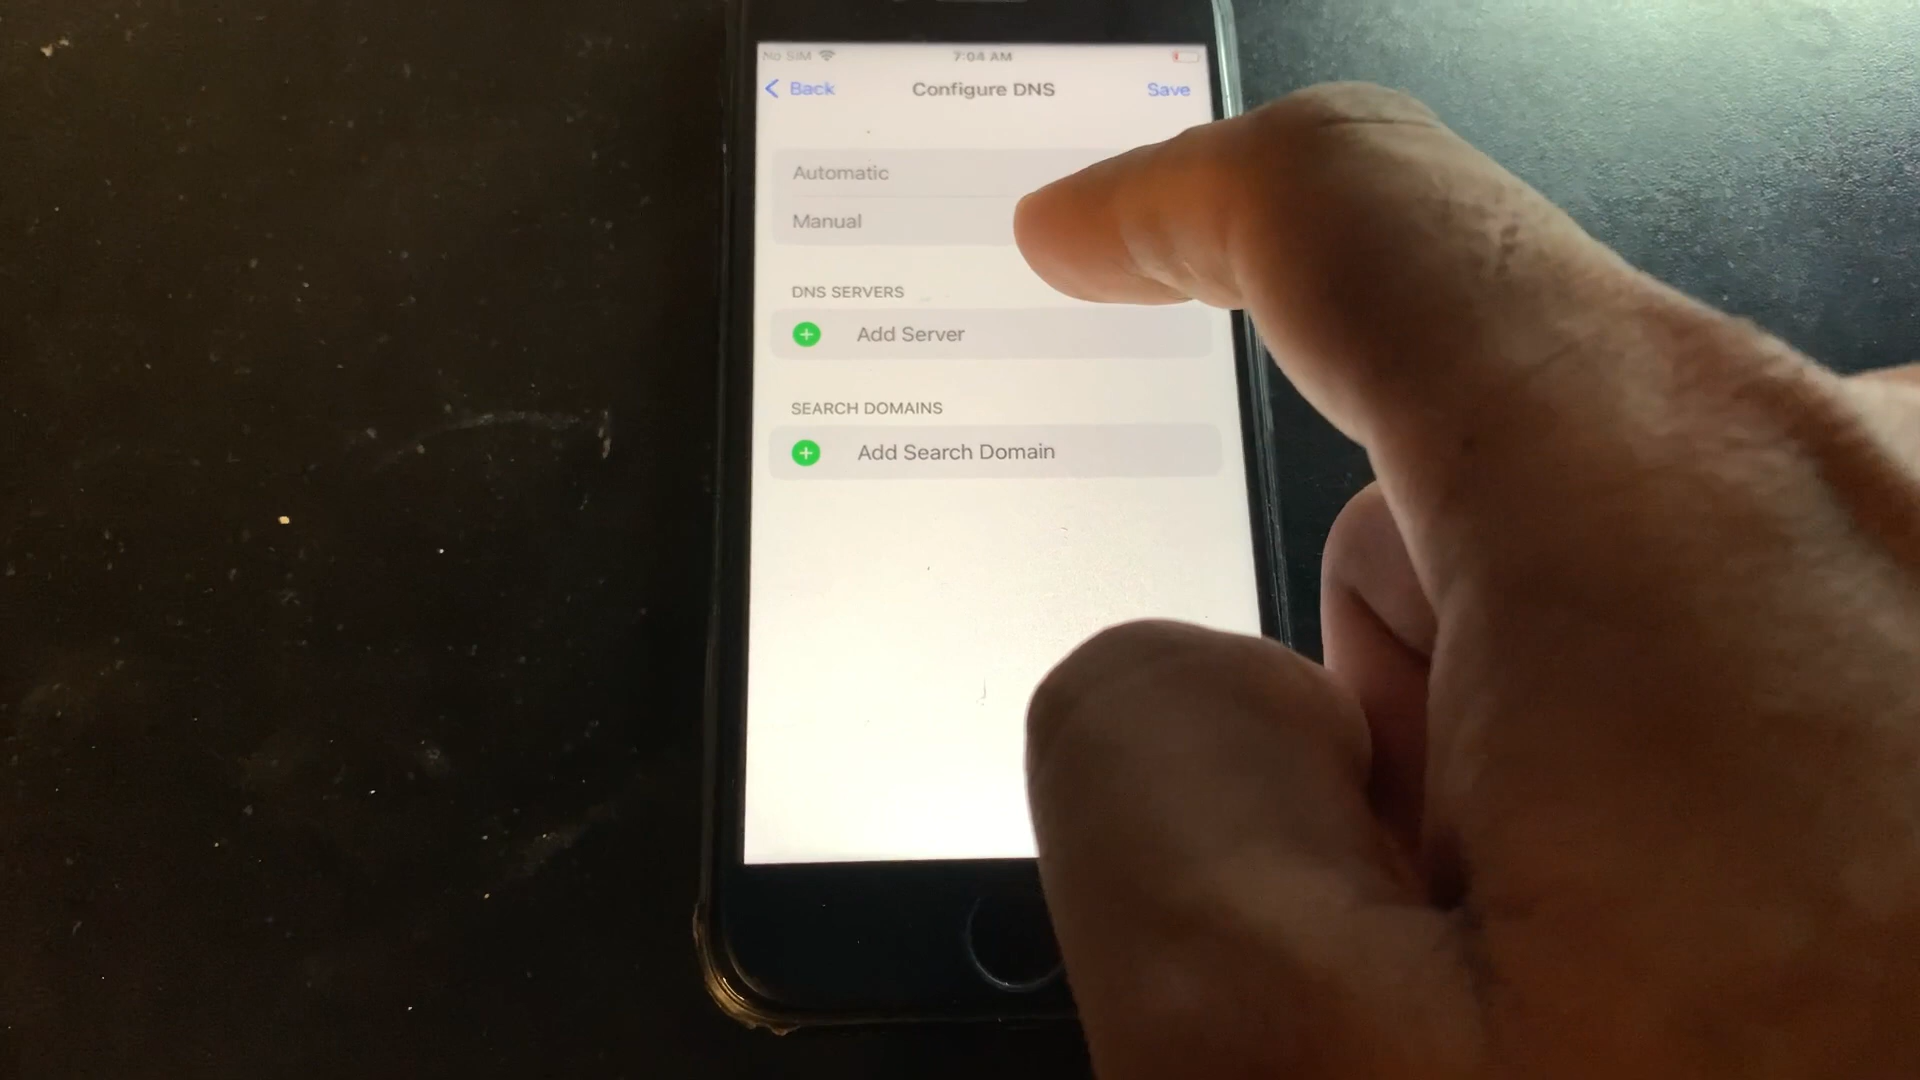 No SIM 7:04 AM
Back Configure DNS Save
Automatic
Manual
DNS SERVERS
Add Server
SEARCH DOMAINS
Add Search Domain